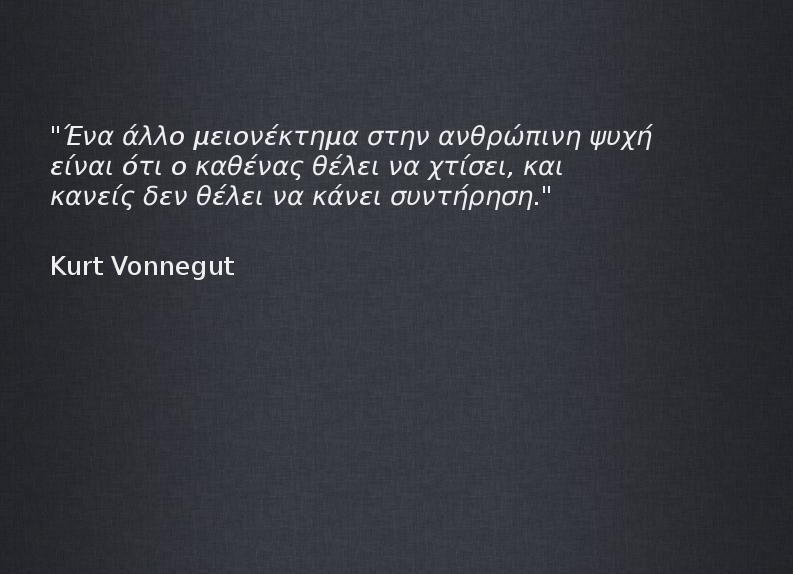 "Ένα άλλο μειονέκτημα στην ανθρώπινη ψυχή
είναι ότι ο καθένας θέλει να χτίσει, και
κανείς δεν θέλει να κάνει συντήρηση."
Kurt Vonnegut